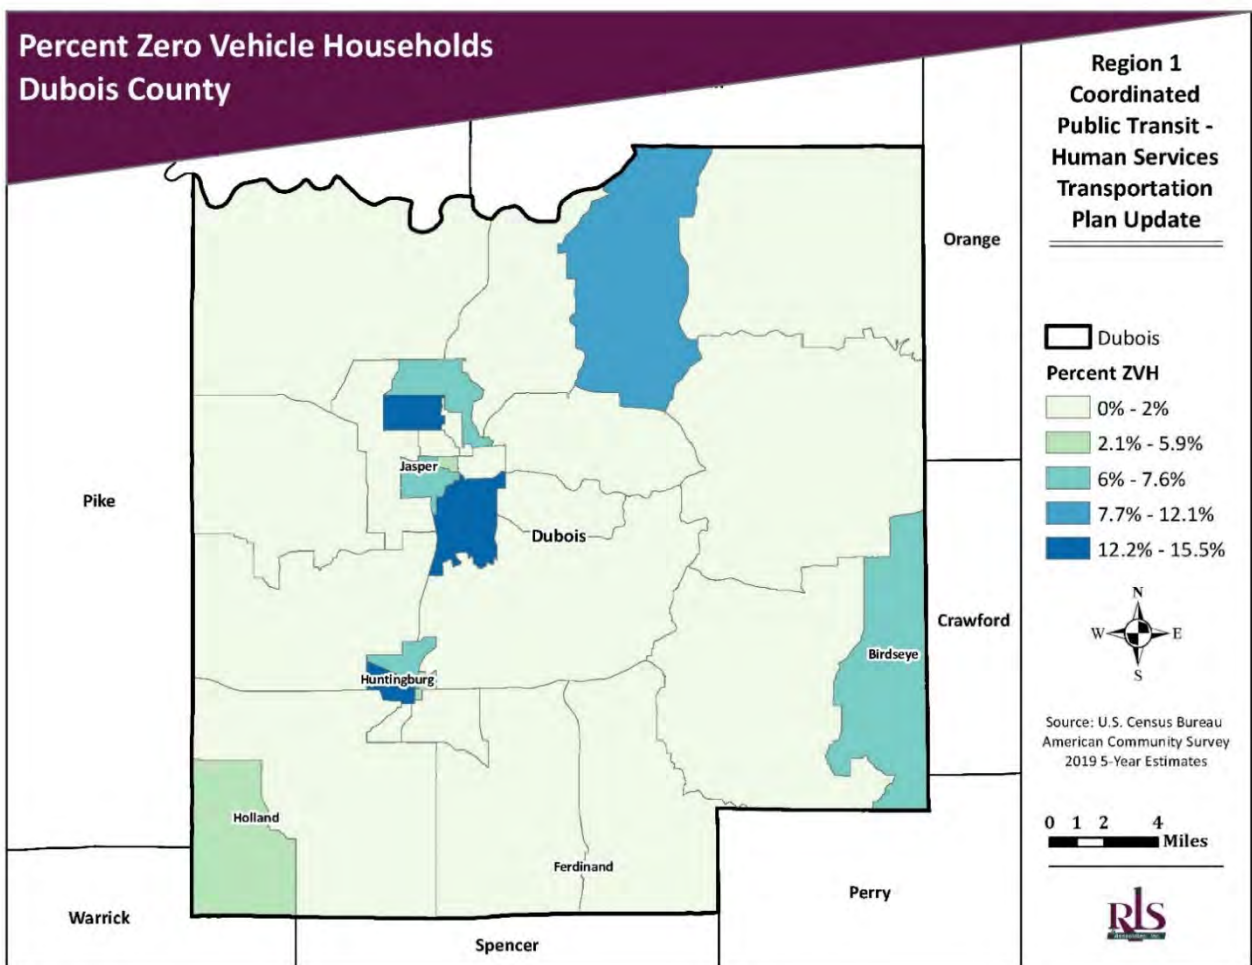 Percent Zero Vehicle Households
Dubois County
Region 1
Coordinated
Public Transit -
Human Services
Transportation
Plan Update
Orange
Dubois
Percent ZVH
0% - 2%
2.1% - 5.9%
6% - 7.6%
7.7% - 12.1%
12.2% - 15.5%
Jasper
Pike
Dubois
N
W E
S
Crawford
Birdseye
Huntingburg
Source: U.S. Census Bureau
American Community Survey
2019 5-Year Estimates
Holland
0 1 2 4
Miles
Ferdinand
Perry
Warrick
Spencer
RLS